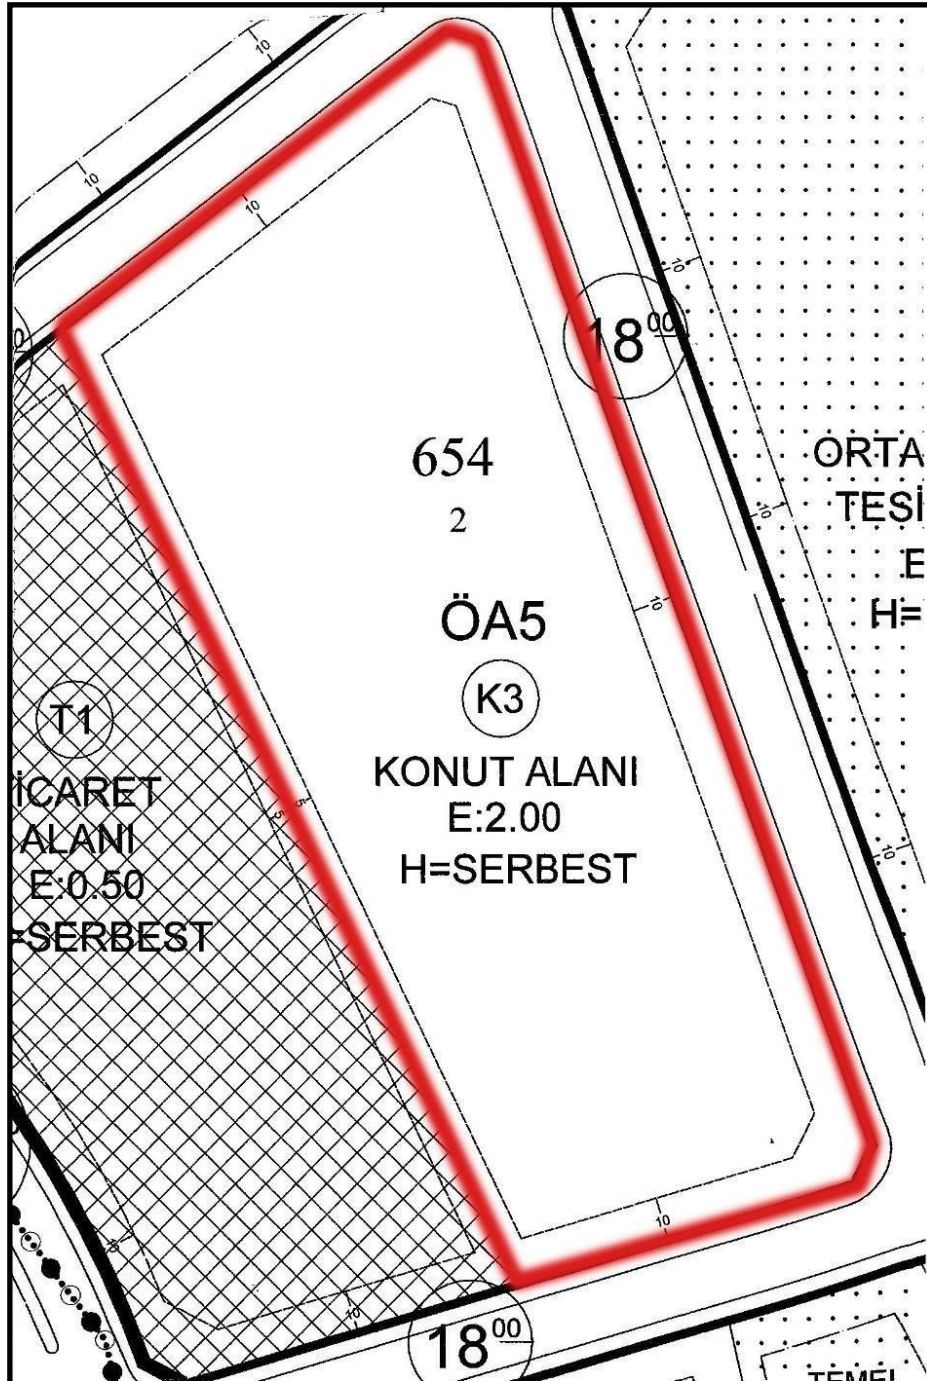 10
10
10
10
18⁰⁰
654
2
ORTA
TESİ
E
H=
10
10
ÖA5
K3
KONUT ALANI
E:2.00
H=SERBEST
T1
İCARET
ALANI
E:0.50
=SERBEST
5
5
10
10
10
18⁰⁰
TEMEL